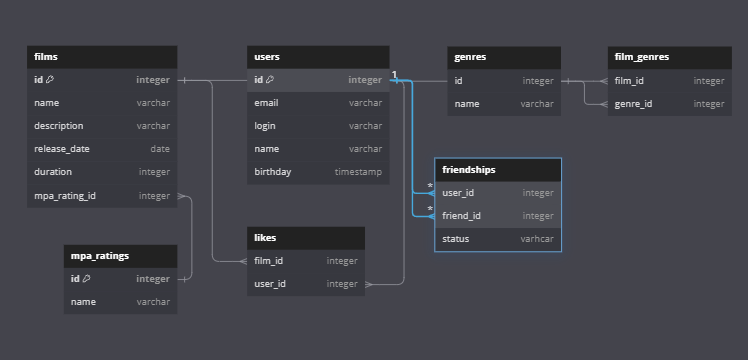 films
id integer
name varchar
description varchar
release_date date
duration integer
mpa_rating_id integer
mpa_ratings
id integer
name varchar
users
id integer
email varchar
login varchar
name varchar
birthday timestamp
likes
film_id integer
user_id integer
1
genres
id integer
name varchar
film_genres
film_id integer
genre_id integer
friendships
* user_id integer
* friend_id integer
status varhcar